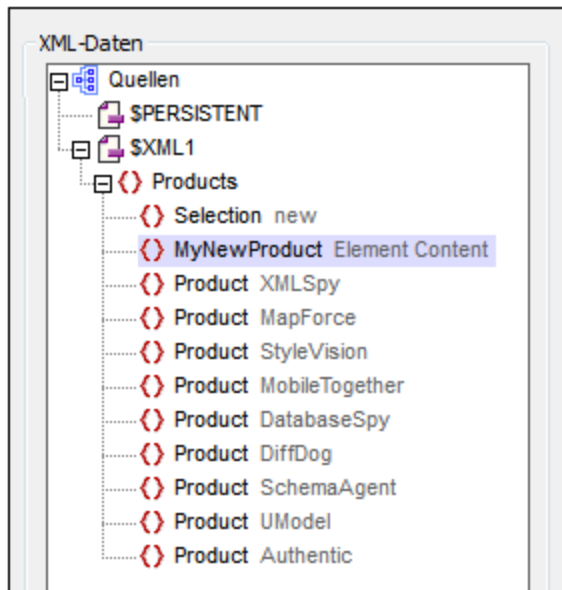 XML-Daten
Quellen
$PERSISTENT
$XML1
Products
Selection new
MyNewProduct Element Content
Product XMLSpy
Product MapForce
Product StyleVision
Product MobileTogether
Product DatabaseSpy
Product DiffDog
Product SchemaAgent
Product UModel
Product Authentic